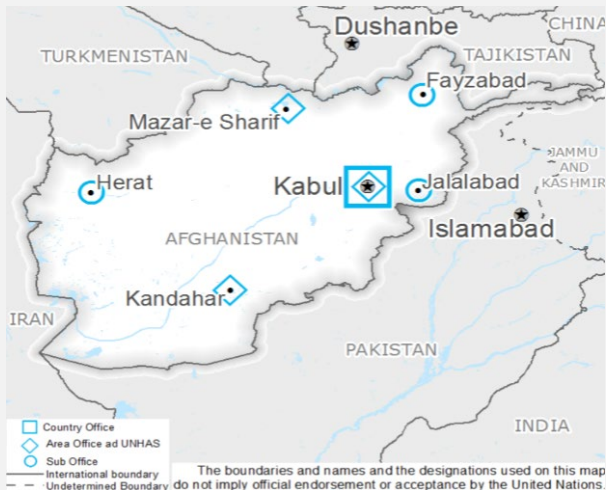 Dushanbe
CHINA
TURKMENISTAN
TAJIKISTAN
Fayzabad
Mazar-e Sharif
JAMMU
AND
KASHMIR
Herat
Kabul
Jalalabad
Islamabad
AFGHANISTAN
Kandahar
IRAN
PAKISTAN
INDIA
Country Office
Area Office ad UNHAS
Sub Office
International boundary
Undetermined Boundary
The boundaries and names and the designations used on this map
do not imply official endorsement or acceptance by the United Nations.